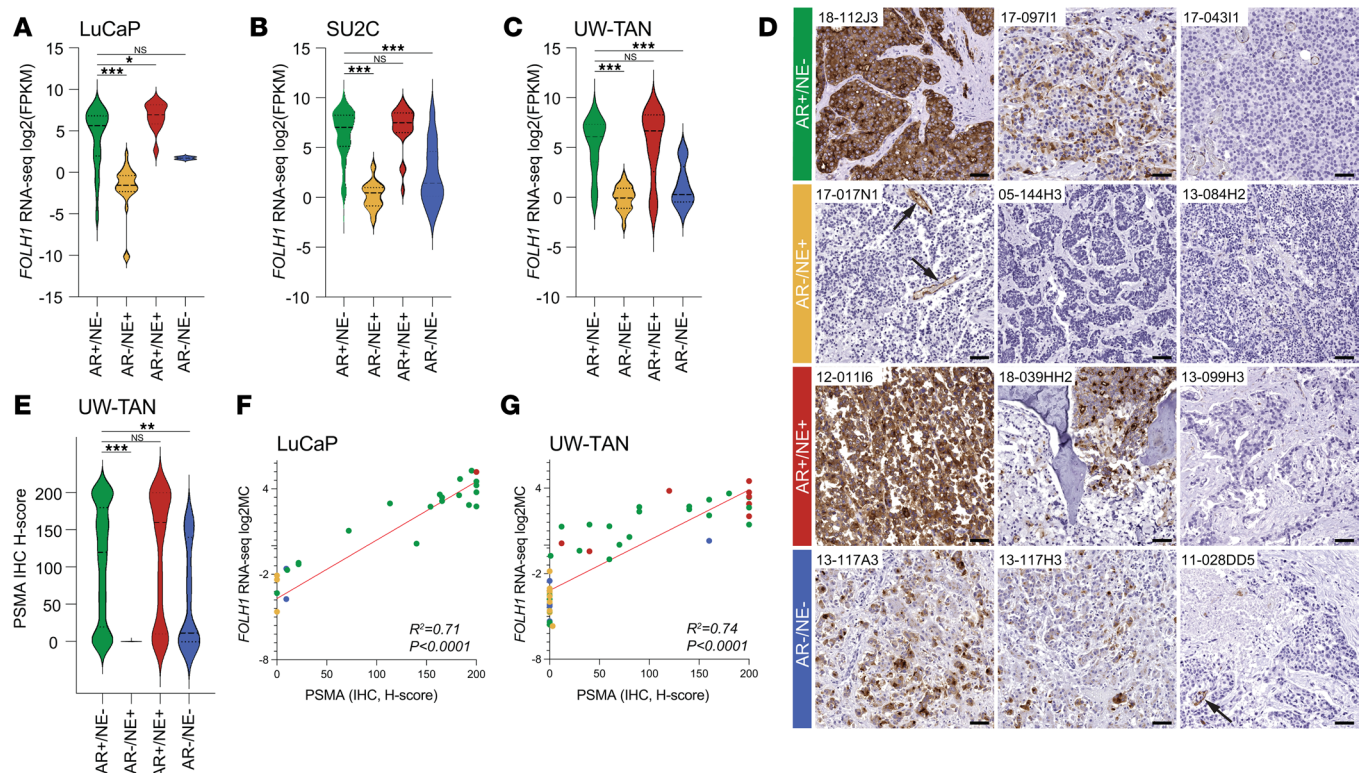 A
LuCaP
NS
*
***
FOLH1 RNA-seq log2(FPKM)
15
10
5
0
-5
-10
-15
AR+/NE-
AR-/NE+
AR+/NE+
AR-/NE-
B
SU2C
***
NS
***
FOLH1 RNA-seq log2(FPKM)
15
10
5
0
-5
-10
AR+/NE-
AR-/NE+
AR+/NE+
AR-/NE-
C
UW-TAN
***
NS
***
FOLH1 RNA-seq log2(FPKM)
15
10
5
0
-5
-10
AR+/NE-
AR-/NE+
AR+/NE+
AR-/NE-
D
AR+/NE-
18-112J3
17-097I1
17-043I1
AR-/NE+
17-017N1
05-144H3
13-084H2
AR+/NE+
12-011I6
18-039HH2
13-099H3
AR-/NE-
13-117A3
13-117H3
11-028DD5
E
UW-TAN
**
NS
***
PSMA IHC H-score
200
150
100
50
0
AR+/NE-
AR-/NE+
AR+/NE+
AR-/NE-
F
LuCaP
FOLH1 RNA-seq log2MC
4
-2
-8
R²=0.71
P<0.0001
0
50
100
150
200
PSMA (IHC, H-score)
G
UW-TAN
FOLH1 RNA-seq log2MC
4
-2
-8
R²=0.74
P<0.0001
0
50
100
150
200
PSMA (IHC, H-score)